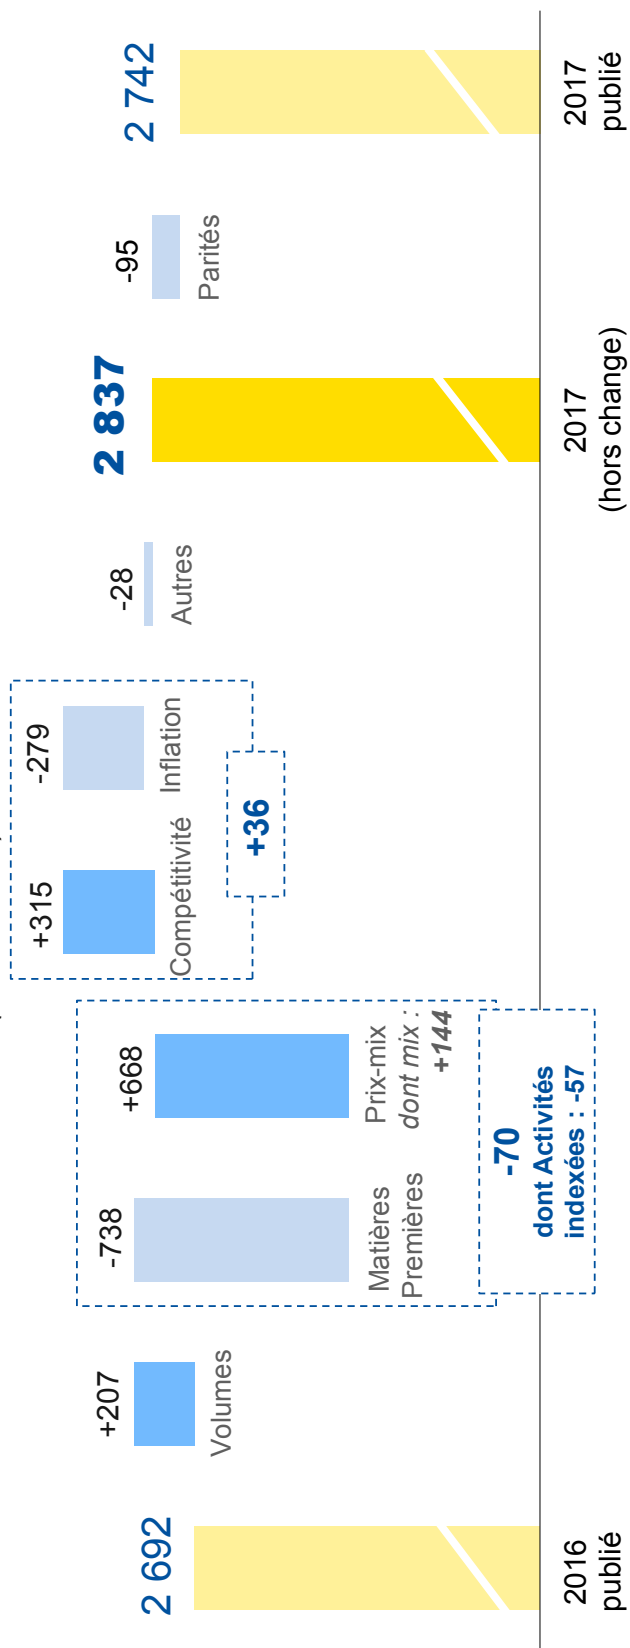 2 692
2016
publié
+207
Volumes
-738
Matières
Premières
+668
Prix-mix
dont mix :
+144
-70
dont Activités
indexées : -57
+315
Compétitivité
-279
Inflation
+36
-28
Autres
2 837
2017
(hors change)
-95
Parités
2 742
2017
publié